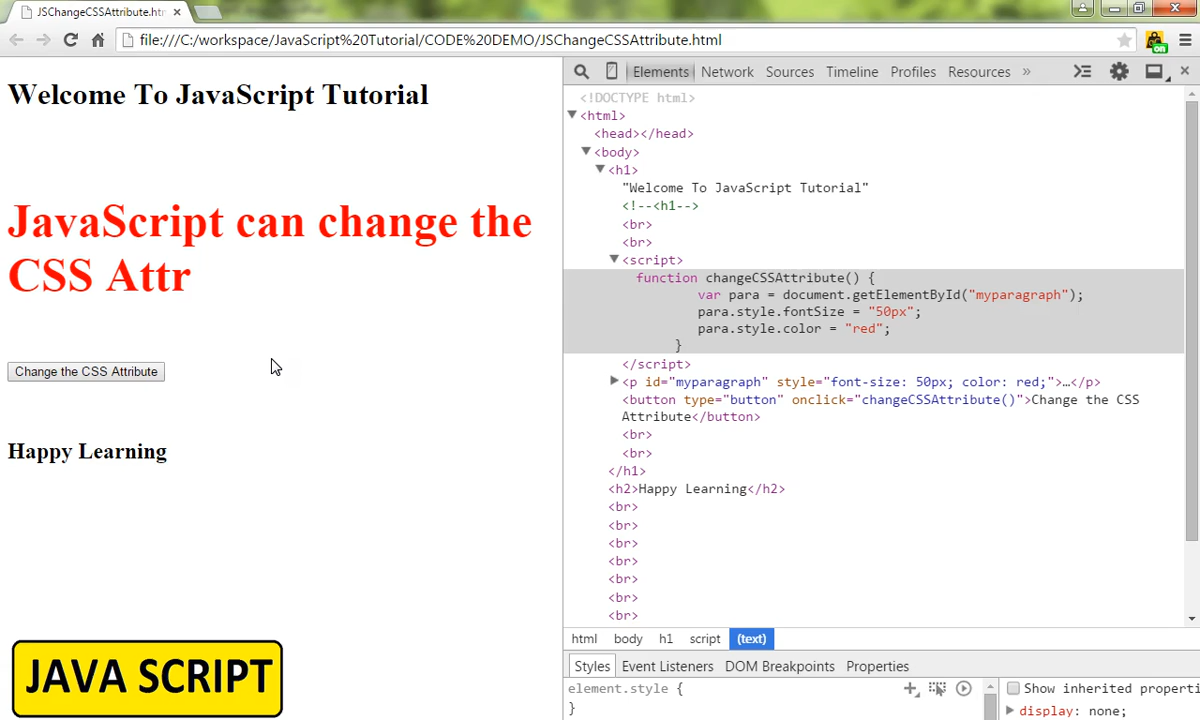 JSChangeCSSAttribute.htm
file:///C:/workspace/JavaScript%20Tutorial/CODE%20DEMO/JSChangeCSSAttribute.html
on
Welcome To JavaScript Tutorial
JavaScript can change the
CSS Attr
Change the CSS Attribute
Happy Learning
JAVA SCRIPT
Elements Network Sources Timeline Profiles Resources »
<!DOCTYPE html>
<html>
<head></head>
<body>
<h1>
"Welcome To JavaScript Tutorial"
<!--<h1-->
<br>
<br>
<script>
function changeCSSAttribute() {
var para = document.getElementById("myparagraph");
para.style.fontSize = "50px";
para.style.color = "red";
}
</script>
<p id="myparagraph" style="font-size: 50px; color: red;">…</p>
<button type="button" onclick="changeCSSAttribute()">Change the CSS
Attribute</button>
<br>
<br>
</h1>
<h2>Happy Learning</h2>
<br>
<br>
<br>
<br>
<br>
<br>
<br>
html body h1 script (text)
Styles Event Listeners DOM Breakpoints Properties
element.style {
}
Show inherited properti
display: none;